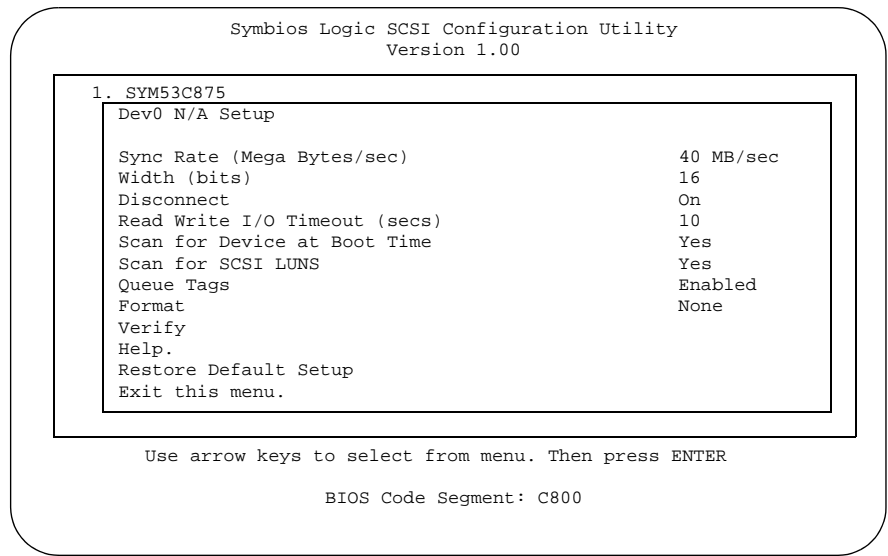 Symbios Logic SCSI Configuration Utility
Version 1.00
1. SYM53C875
Dev0 N/A Setup
Sync Rate (Mega Bytes/sec) 40 MB/sec
Width (bits) 16
Disconnect On
Read Write I/O Timeout (secs) 10
Scan for Device at Boot Time Yes
Scan for SCSI LUNS Yes
Queue Tags Enabled
Format None
Verify
Help.
Restore Default Setup
Exit this menu.
Use arrow keys to select from menu. Then press ENTER
BIOS Code Segment: C800